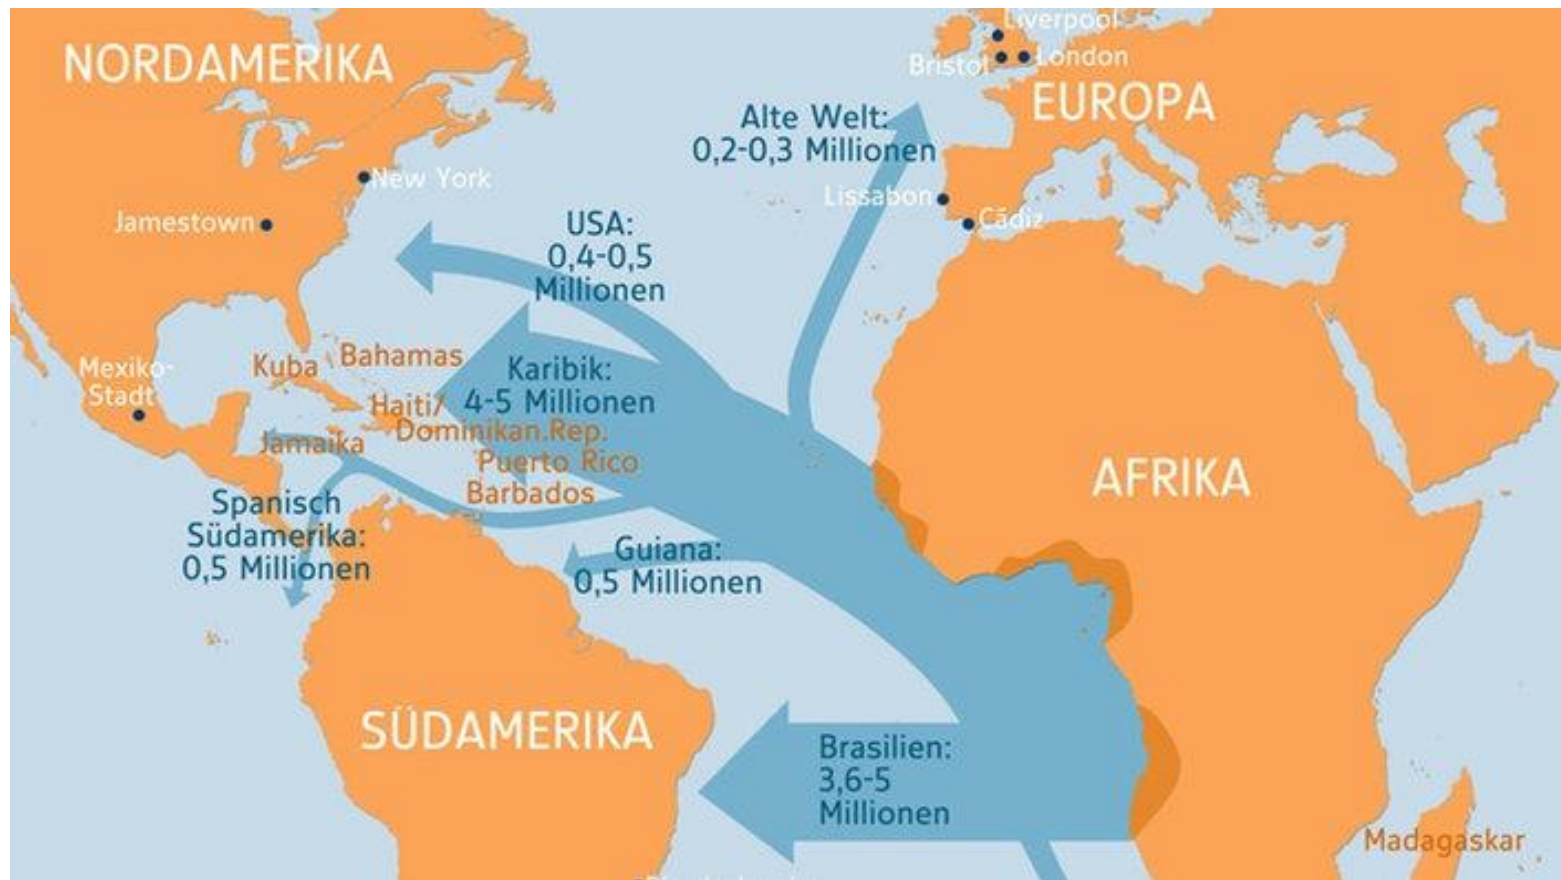 NORDAMERIKA
Liverpool
Bristol
London
EUROPA
Alte Welt:
0,2-0,3 Millionen
New York
Lissabon
Cádiz
Jamestown
USA:
0,4-0,5
Millionen
Mexiko-
Stadt
Kuba
Bahamas
Karibik:
4-5 Millionen
Haiti/
Dominikan.Rep.
Jamaika
Puerto Rico
Barbados
AFRIKA
Spanisch
Südamerika:
0,5 Millionen
Guiana:
0,5 Millionen
SÜDAMERIKA
Brasilien:
3,6-5
Millionen
Madagaskar